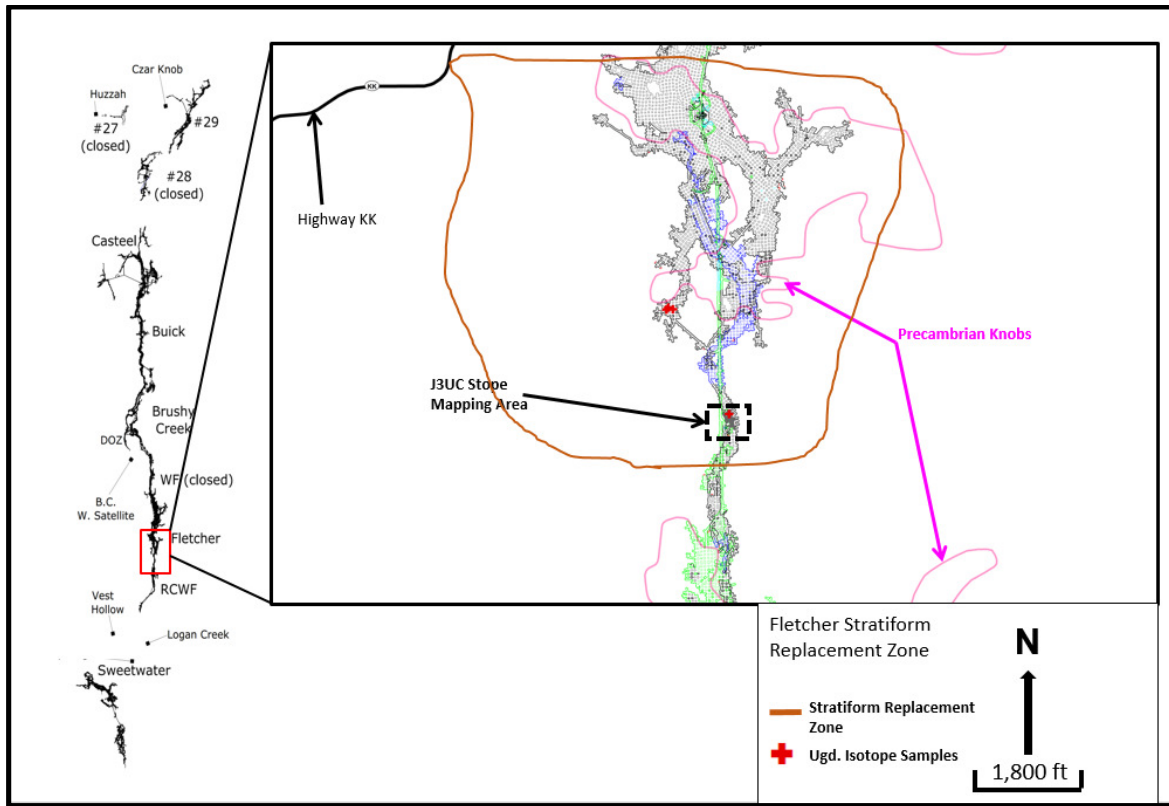 Czar Knob
Huzzah
#27
(closed)
#29
#28
(closed)
Casteel
Buick
Brushy
Creek
DOZ
WF (closed)
B.C.
W. Satellite
Fletcher
RCWF
Vest
Hollow
Logan Creek
Sweetwater
KK
Highway KK
Precambrian Knobs
J3UC Stope
Mapping Area
Fletcher Stratiform
Replacement Zone
N
Stratiform Replacement
Zone
Ugd. Isotope Samples
1,800 ft